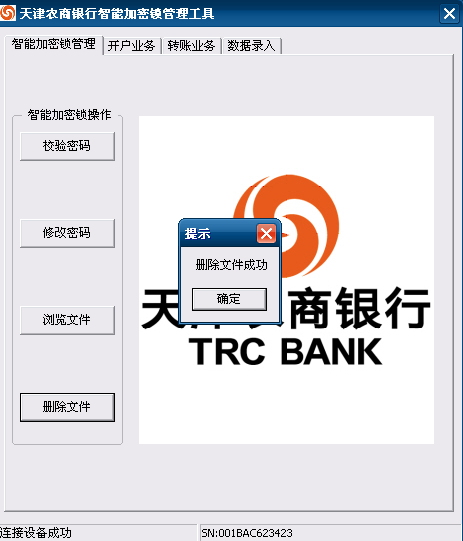 天津农商银行智能加密锁管理工具
智能加密锁管理 开户业务 转账业务 数据录入
智能加密锁操作
校验密码
修改密码
浏览文件
删除文件
提示
删除文件成功
确定
天津农商银行
TRC BANK
连接设备成功 SN:001BAC623423